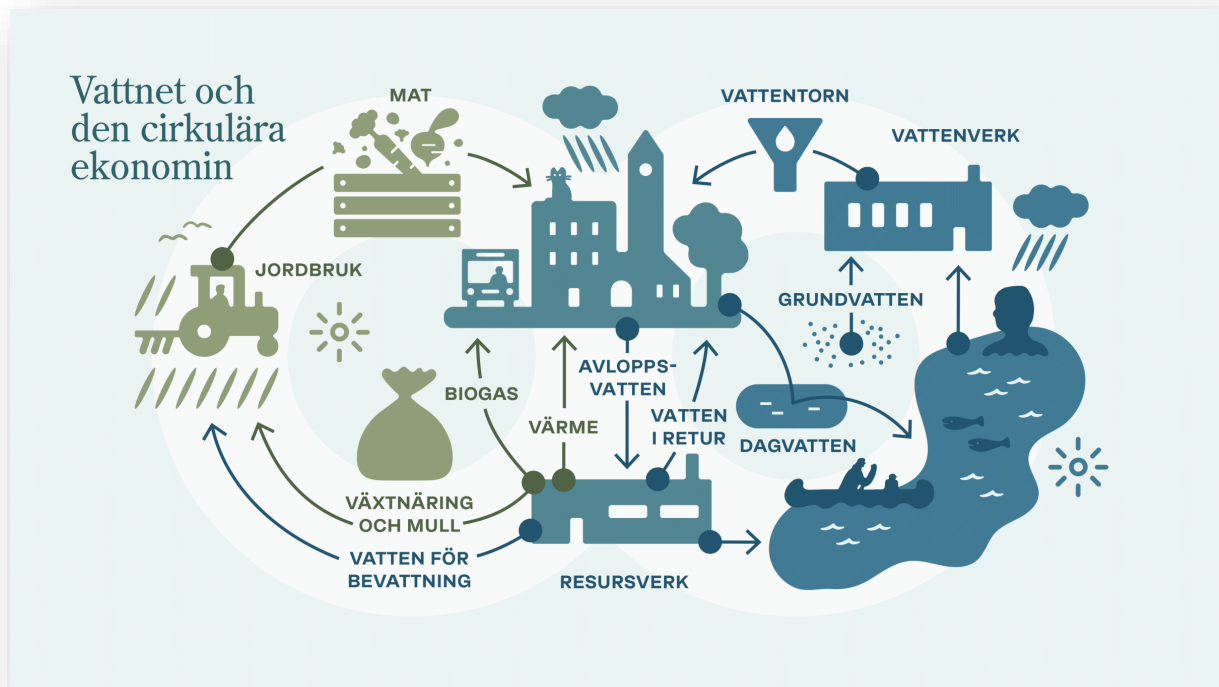 Vattnet och
den cirkulära
ekonomin
MAT
VATTENTORN
VATTENVERK
JORDBRUK
GRUNDVATTEN
AVLOPPS-
VATTEN
BIOGAS
VÄRME
VATTEN
I RETUR
DAGVATTEN
VÄXTNÄRING
OCH MULL
VATTEN FÖR
BEVATTNING
RESURSVERK